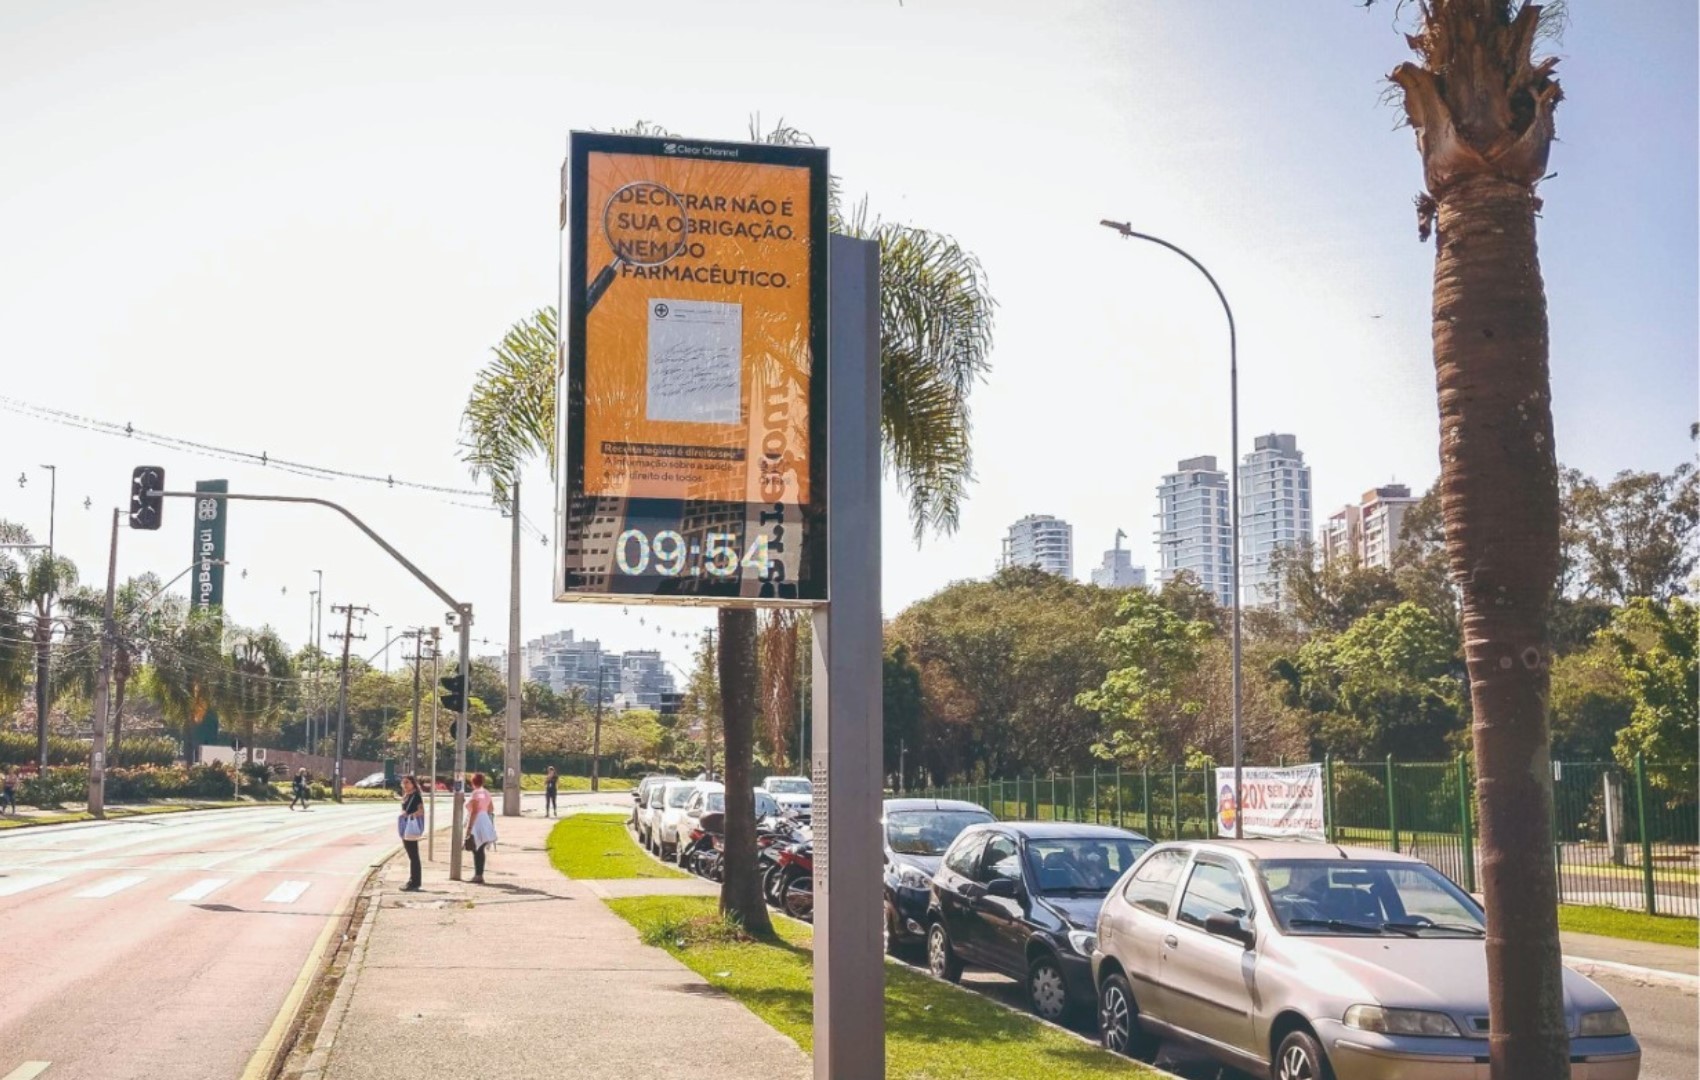 Clear Channel
DECIFRAR NÃO É
SUA OBRIGAÇÃO.
NEM DO
FARMACÊUTICO.
Receita legível é direito seu.
A informação sobre a saúde
é um direito de todos.
09:54
20X SEM JUROS